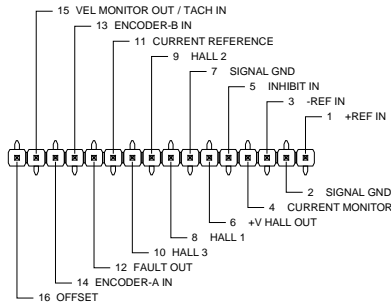 15 VEL MONITOR OUT / TACH IN
13 ENCODER-B IN
11 CURRENT REFERENCE
9 HALL 2
7 SIGNAL GND
5 INHIBIT IN
3 -REF IN
1 +REF IN
2 SIGNAL GND
4 CURRENT MONITOR
6 +V HALL OUT
8 HALL 1
10 HALL 3
12 FAULT OUT
14 ENCODER-A IN
16 OFFSET